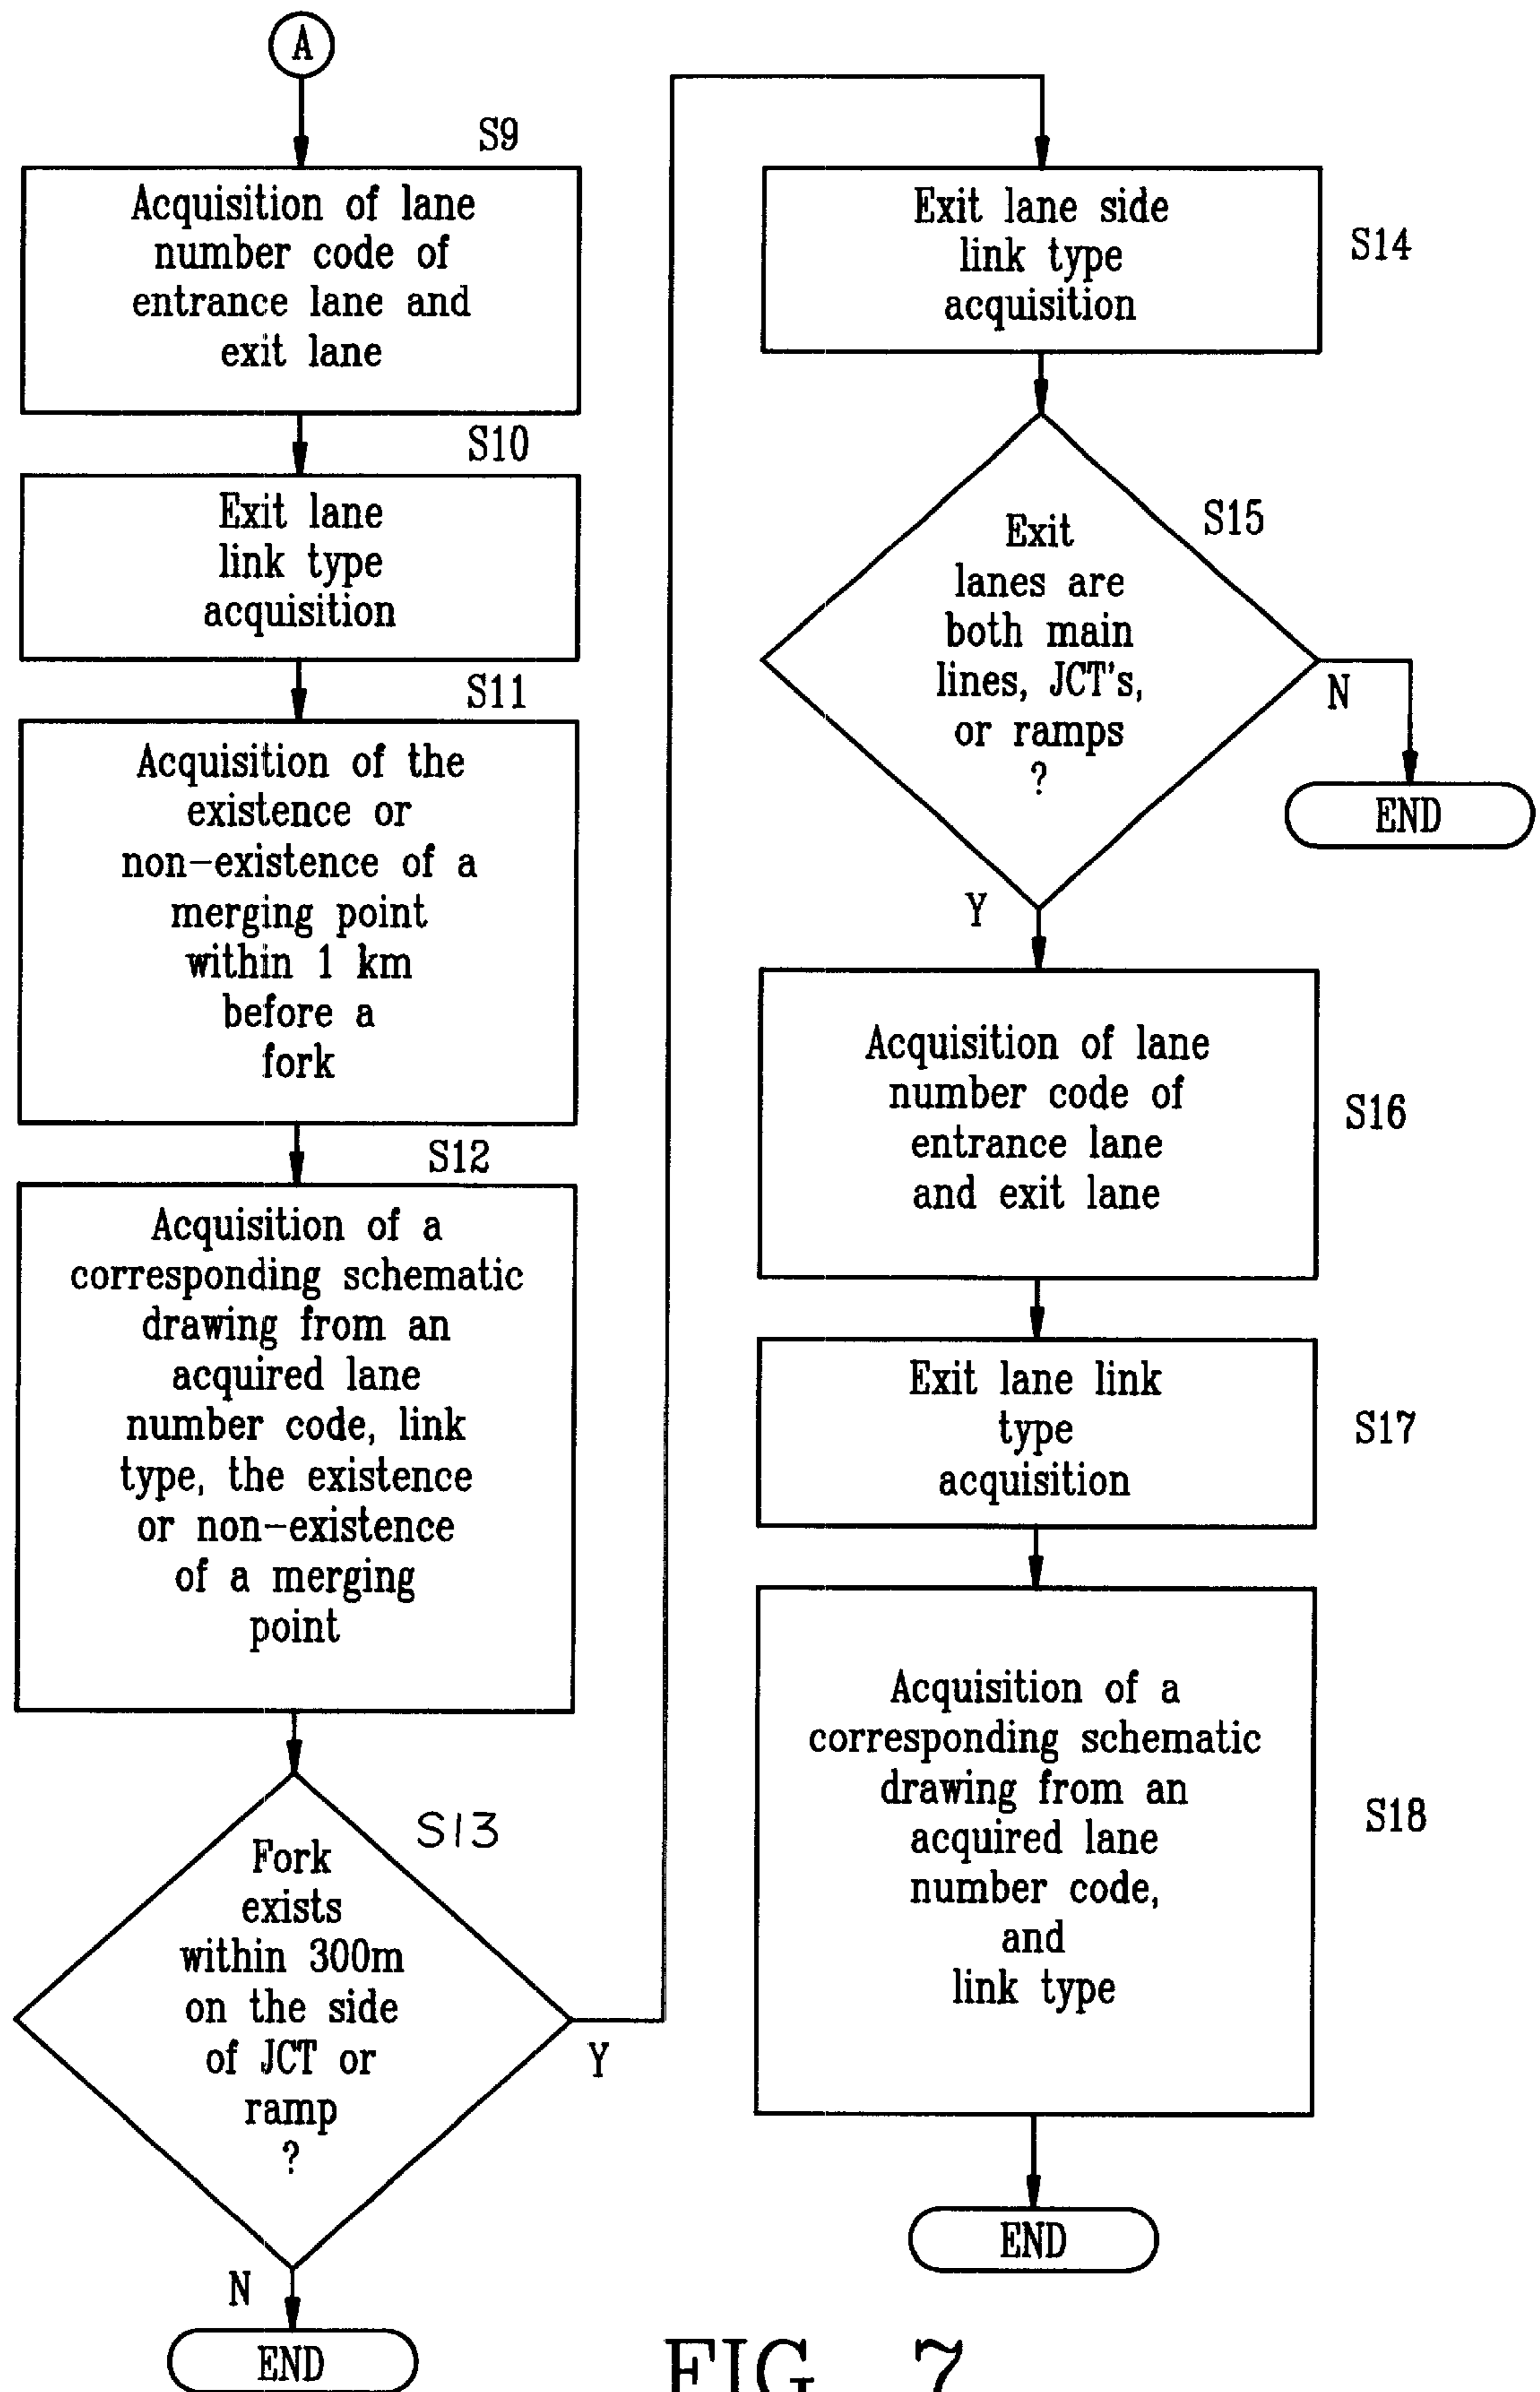 A
S9
Acquisition of lane
number code of
entrance lane and
exit lane
S10
Exit lane
link type
acquisition
S11
Acquisition of the
existence or
non-existence of a
merging point
within 1 km
before a
fork
S12
Acquisition of a
corresponding schematic
drawing from an
acquired lane
number code, link
type, the existence
or non-existence
of a merging
point
S13
Fork
exists
within 300m
on the side
of JCT or
ramp
?
Y
N
END
Exit lane side
link type
acquisition
S14
S15
Exit
lanes are
both main
lines, JCT's,
or ramps
?
N
END
Y
Acquisition of lane
number code of
entrance lane
and exit lane
S16
Exit lane link
type
acquisition
S17
Acquisition of a
corresponding schematic
drawing from an
acquired lane
number code,
and
link type
S18
END
FIG. 7